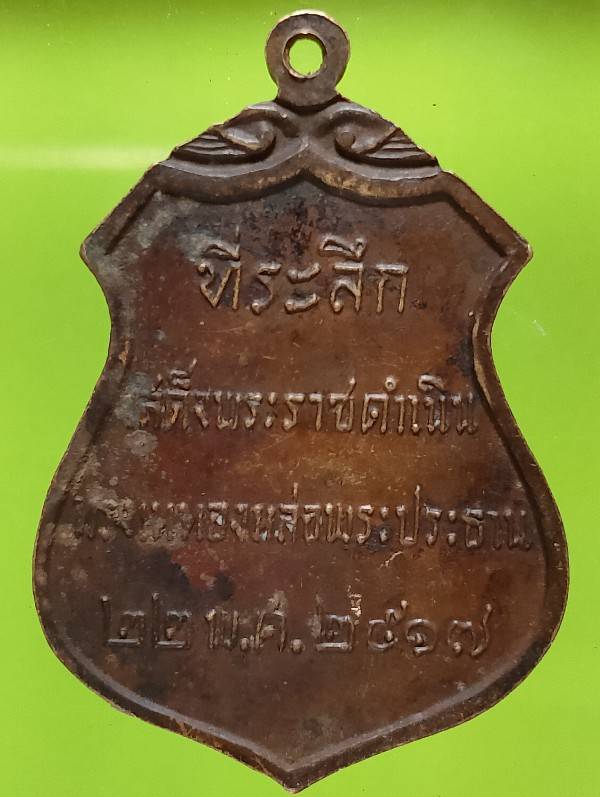 ที่ระลึก
เสด็จพระราชดำเนิน
ททองหล่อพระประธาน
๒๒ พ.ศ. ๒๕๑๗